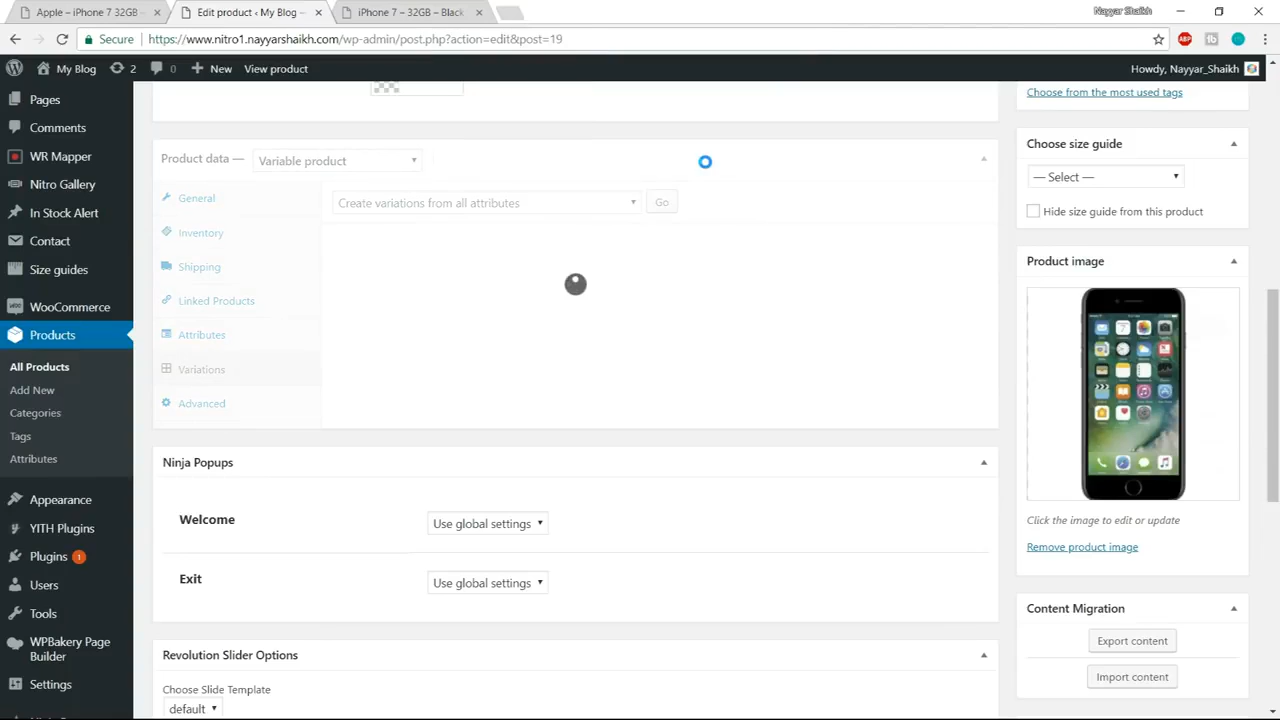 Apple – iPhone 7 32GB –
Edit product ‹ My Blog –
iPhone 7 – 32GB – Black
Nayyar Shaikh
Secure
https://www.nitro1.nayyarshaikh.com/wp-admin/post.php?action=edit&post=19
ABP
My Blog
2
0
New
View product
Howdy, Nayyar_Shaikh
Pages
Comments
WR Mapper
Nitro Gallery
In Stock Alert
Contact
Size guides
WooCommerce
Products
All Products
Add New
Categories
Tags
Attributes
Appearance
YITH Plugins
Plugins 1
Users
Tools
WPBakery Page
Builder
Settings
Product data —
Variable product
General
Inventory
Shipping
Linked Products
Attributes
Variations
Advanced
Create variations from all attributes
Go
Ninja Popups
Welcome
Use global settings
Exit
Use global settings
Revolution Slider Options
Choose Slide Template
default
Choose from the most used tags
Choose size guide
— Select —
Hide size guide from this product
Product image
Click the image to edit or update
Remove product image
Content Migration
Export content
Import content